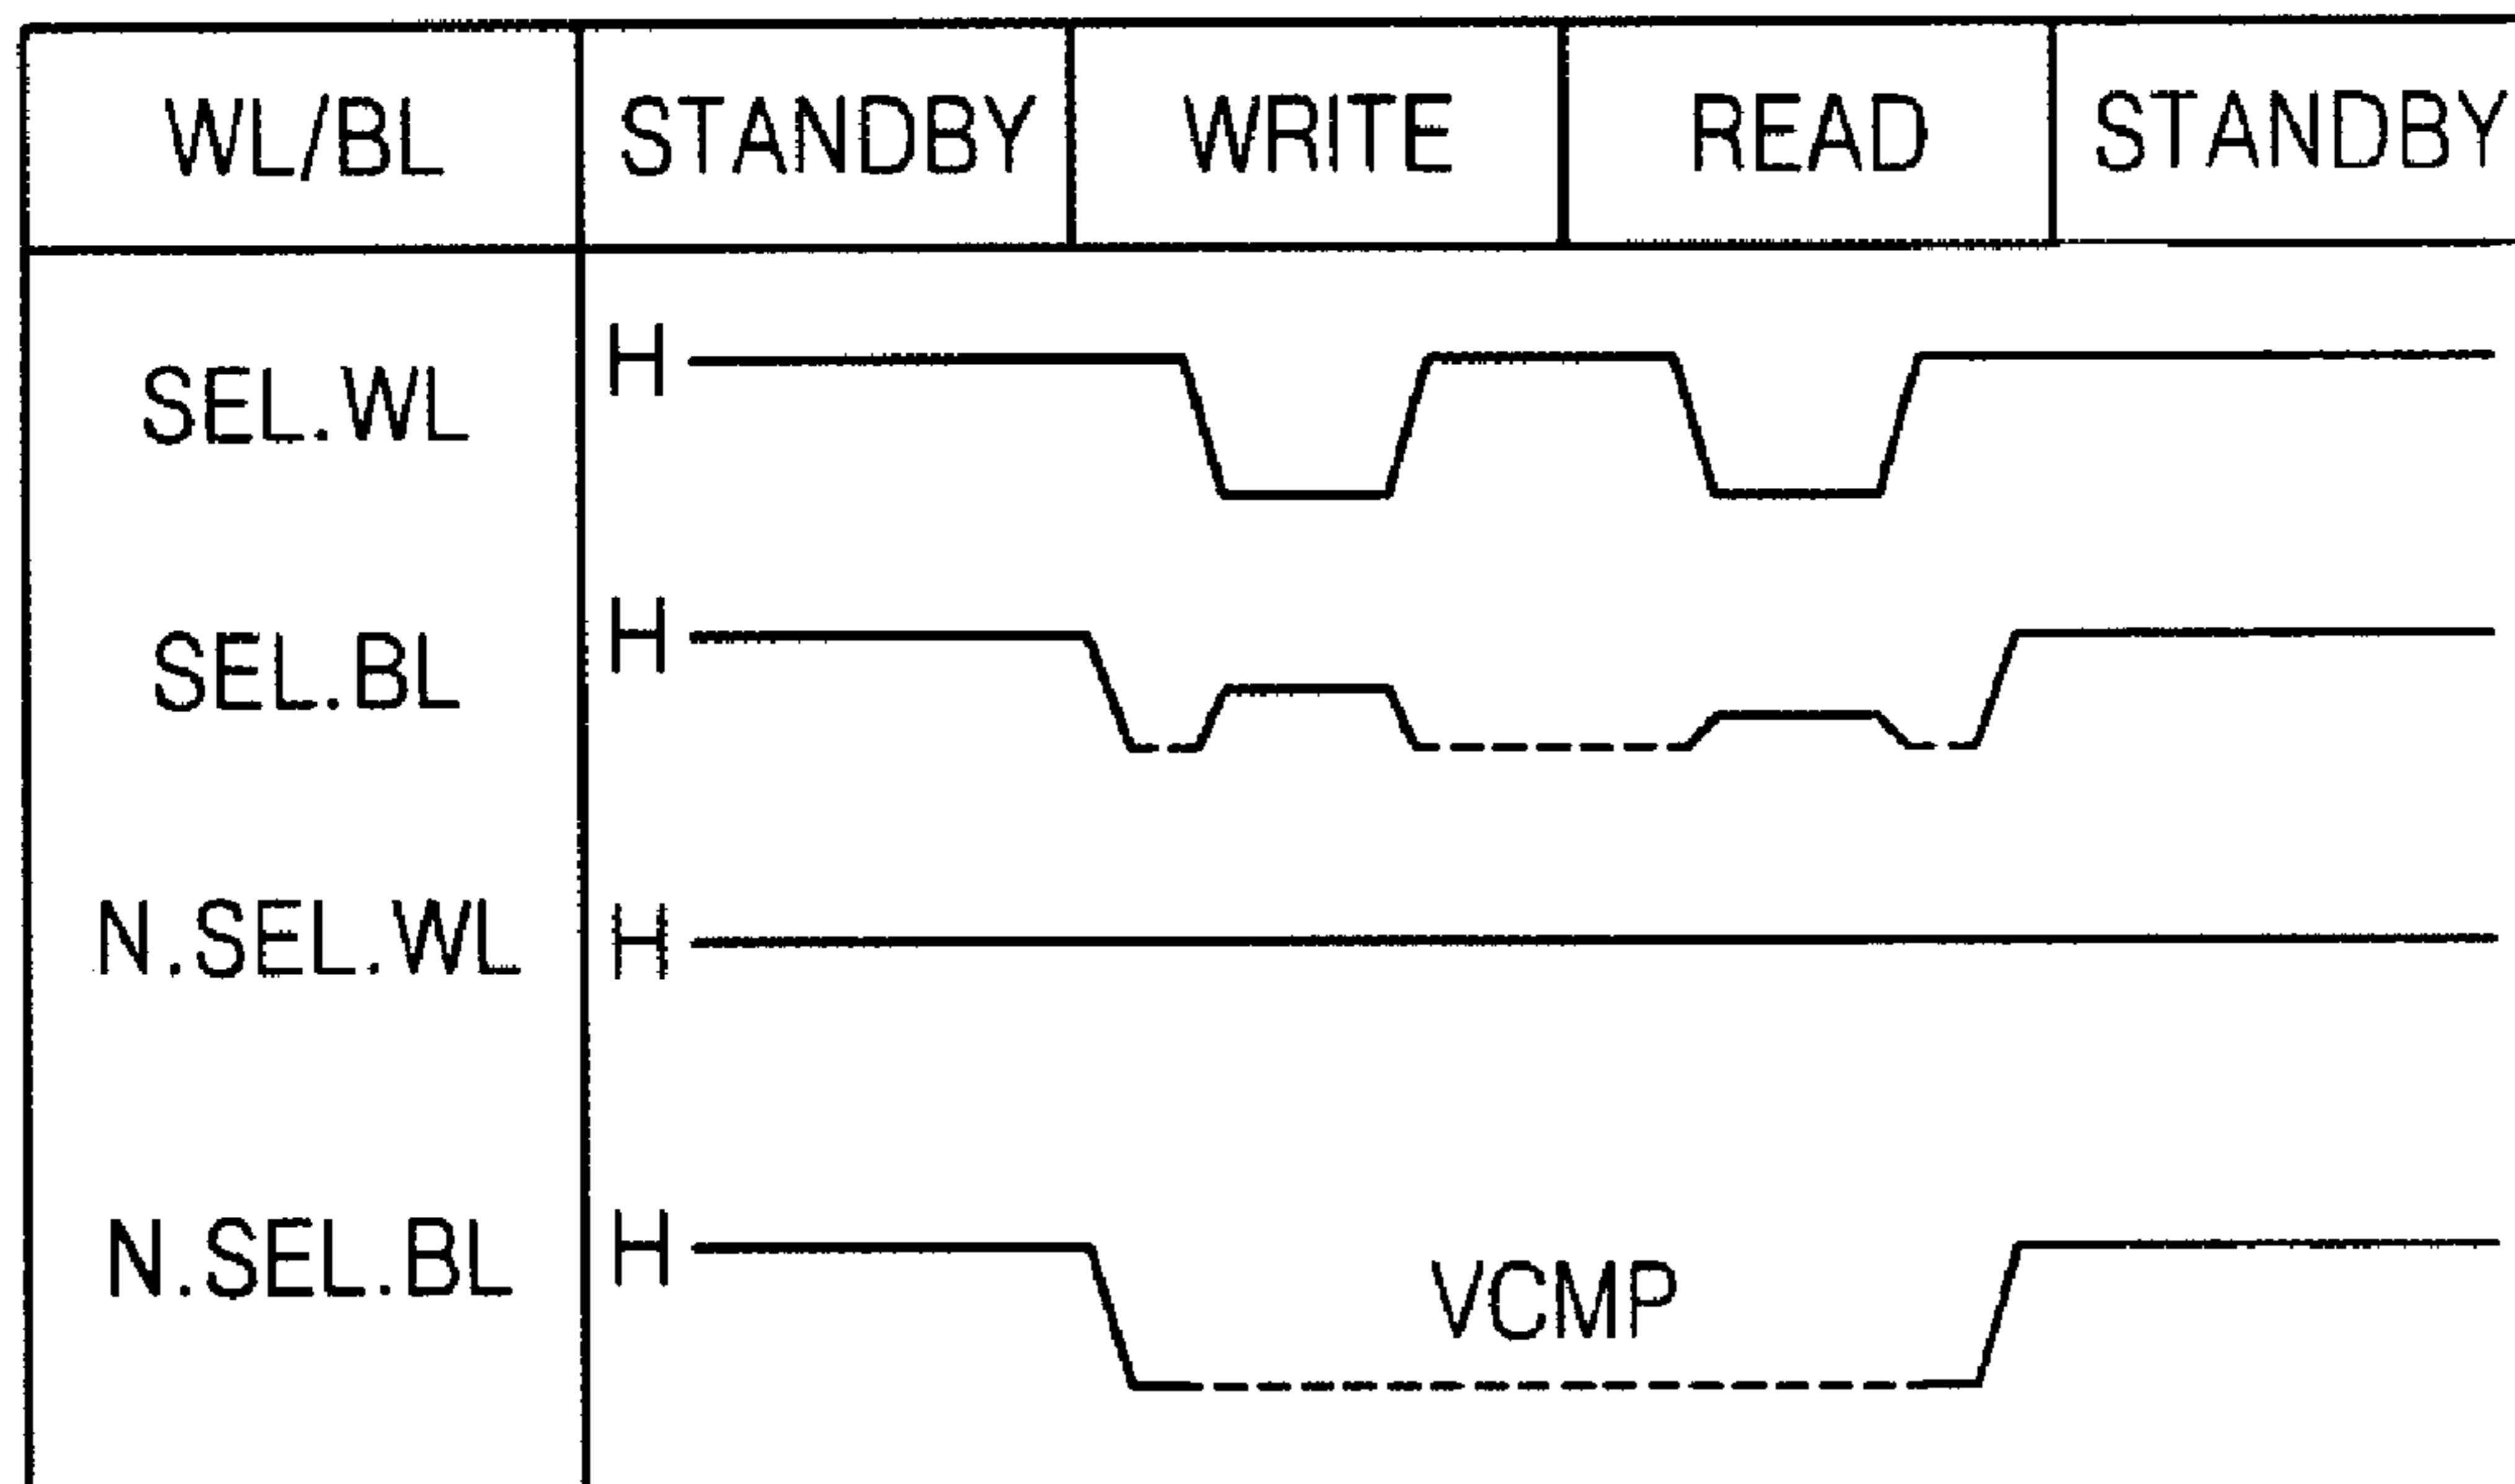 WL/BL STANDBY WRITE READ STANDBY
SEL.WL H
SEL.BL H
N.SEL.WL H
N.SEL.BL H VCMP